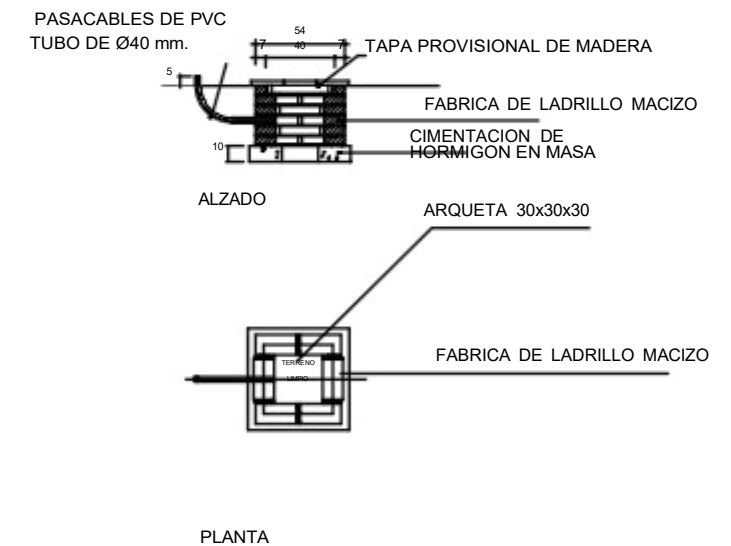 PASACABLES DE PVC
TUBO DE Ø40 mm.
54
7 40 7
TAPA PROVISIONAL DE MADERA
5
FABRICA DE LADRILLO MACIZO
CIMENTACION DE
HORMIGON EN MASA
10
ALZADO
ARQUETA 30x30x30
FABRICA DE LADRILLO MACIZO
TERRENO
LIMPIO
PLANTA